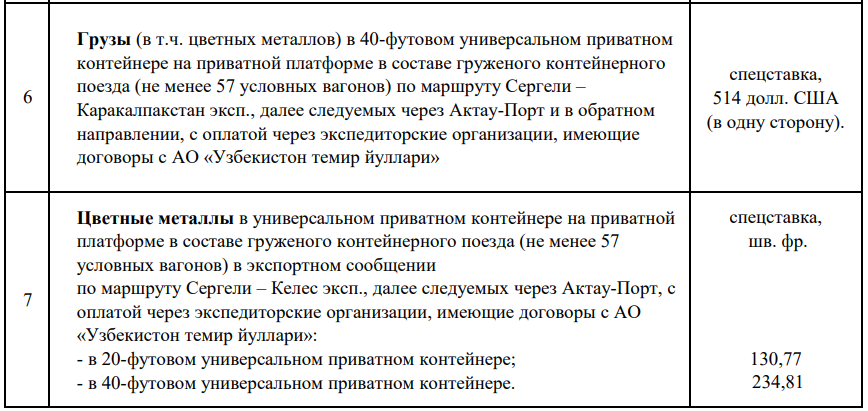 6
Грузы (в т.ч. цветных металлов) в 40-футовом универсальном приватном
контейнере на приватной платформе в составе груженого контейнерного
поезда (не менее 57 условных вагонов) по маршруту Сергели –
Каракалпакстан эксп., далее следуемых через Актау-Порт и в обратном
направлении, с оплатой через экспедиторские организации, имеющие
договоры с АО «Узбекистон темир йуллари»
спецставка,
514 долл. США
(в одну сторону).
7
Цветные металлы в универсальном приватном контейнере на приватной
платформе в составе груженого контейнерного поезда (не менее 57
условных вагонов) в экспортном сообщении
по маршруту Сергели – Келес эксп., далее следуемых через Актау-Порт, с
оплатой через экспедиторские организации, имеющие договоры с АО
«Узбекистон темир йуллари»:
- в 20-футовом универсальном приватном контейнере;
- в 40-футовом универсальном приватном контейнере.
спецставка,
шв. фр.
130,77
234,81